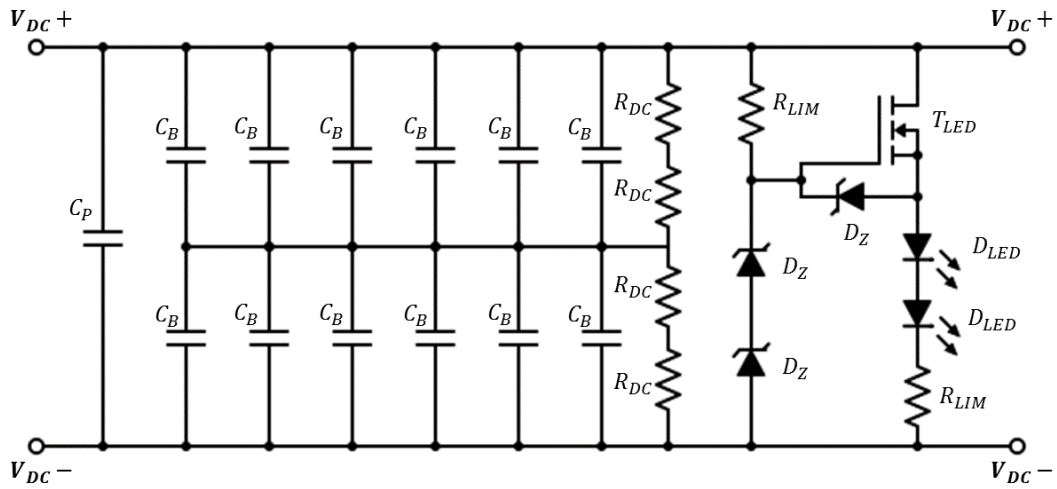 V_DC +
V_DC +
R_DC
R_LIM
C_B C_B C_B C_B C_B C_B
T_LED
R_DC
C_P
D_Z
D_LED
D_Z
R_DC
C_B C_B C_B C_B C_B C_B
D_LED
D_Z
R_DC
R_LIM
V_DC −
V_DC −